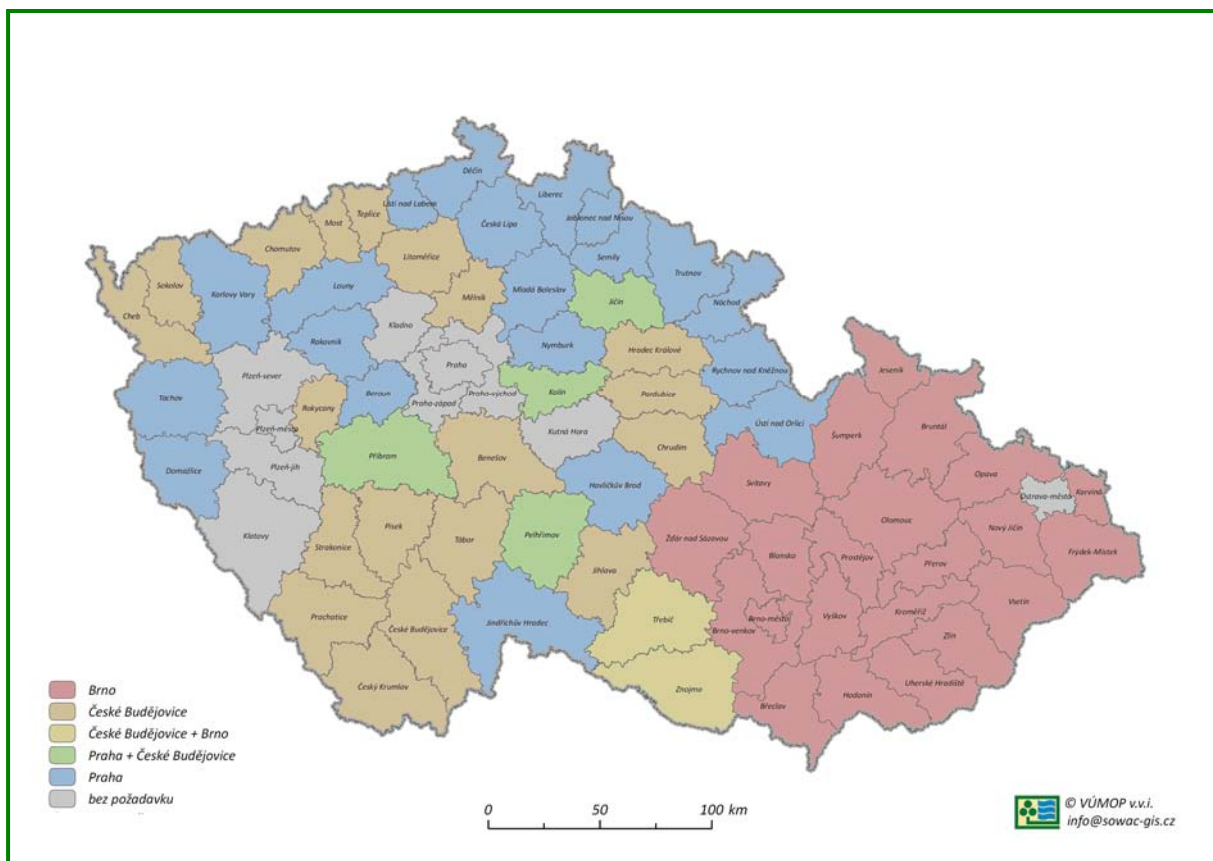 Děčín
Liberec
Ústí nad Labem
Teplice
Most
Česká Lípa
Jablonec nad Nisou
Chomutov
Litoměřice
Semily
Trutnov
Sokolov
Karlovy Vary
Louny
Mělník
Mladá Boleslav
Jičín
Náchod
Cheb
Kladno
Rakovník
Nymburk
Hradec Králové
Praha
Rychnov nad Kněžnou
Jeseník
Plzeň-sever
Tachov
Beroun
Praha-východ
Kolín
Pardubice
Praha-západ
Rokycany
Ústí nad Orlicí
Bruntál
Šumperk
Plzeň-město
Kutná Hora
Chrudim
Příbram
Benešov
Plzeň-jih
Domažlice
Opava
Svitavy
Havlíčkův Brod
Ostrava-město
Karviná
Olomouc
Nový Jičín
Písek
Klatovy
Tábor
Pelhřimov
Žďár nad Sázavou
Strakonice
Blansko
Prostějov
Přerov
Frýdek-Místek
Jihlava
Vsetín
Kroměříž
Prachatice
České Budějovice
Jindřichův Hradec
Třebíč
Brno-město
Vyškov
Brno-venkov
Zlín
Český Krumlov
Znojmo
Uherské Hradiště
Hodonín
Břeclav
Brno
České Budějovice
České Budějovice + Brno
Praha + České Budějovice
Praha
bez požadavku
0 50 100 km
© VÚMOP v.v.i.
info@sowac-gis.cz